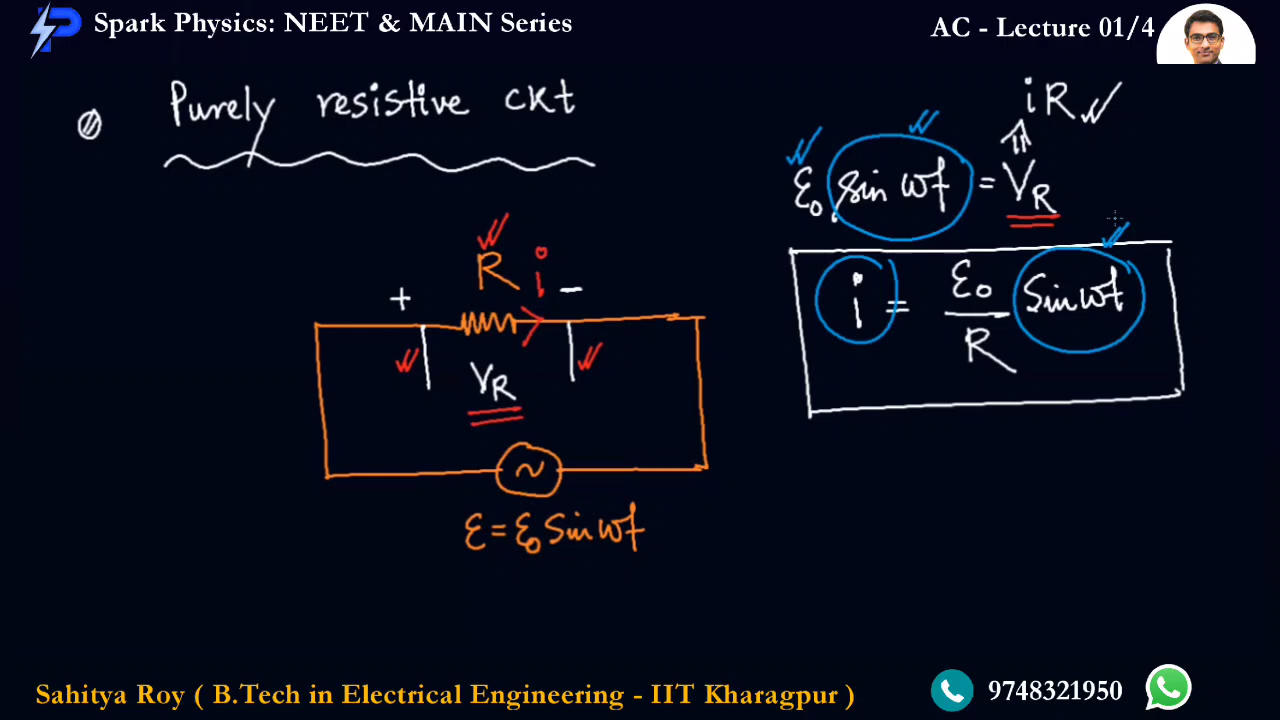 Spark Physics: NEET & MAIN Series
AC - Lecture 01/4
Purely resistive ckt
iR
ε₀ sin ωt = V_R
R i
+ −
i = ε₀/R Sin ωt
V_R
~
ε = ε₀ Sin ωt
Sahitya Roy ( B.Tech in Electrical Engineering - IIT Kharagpur )
9748321950